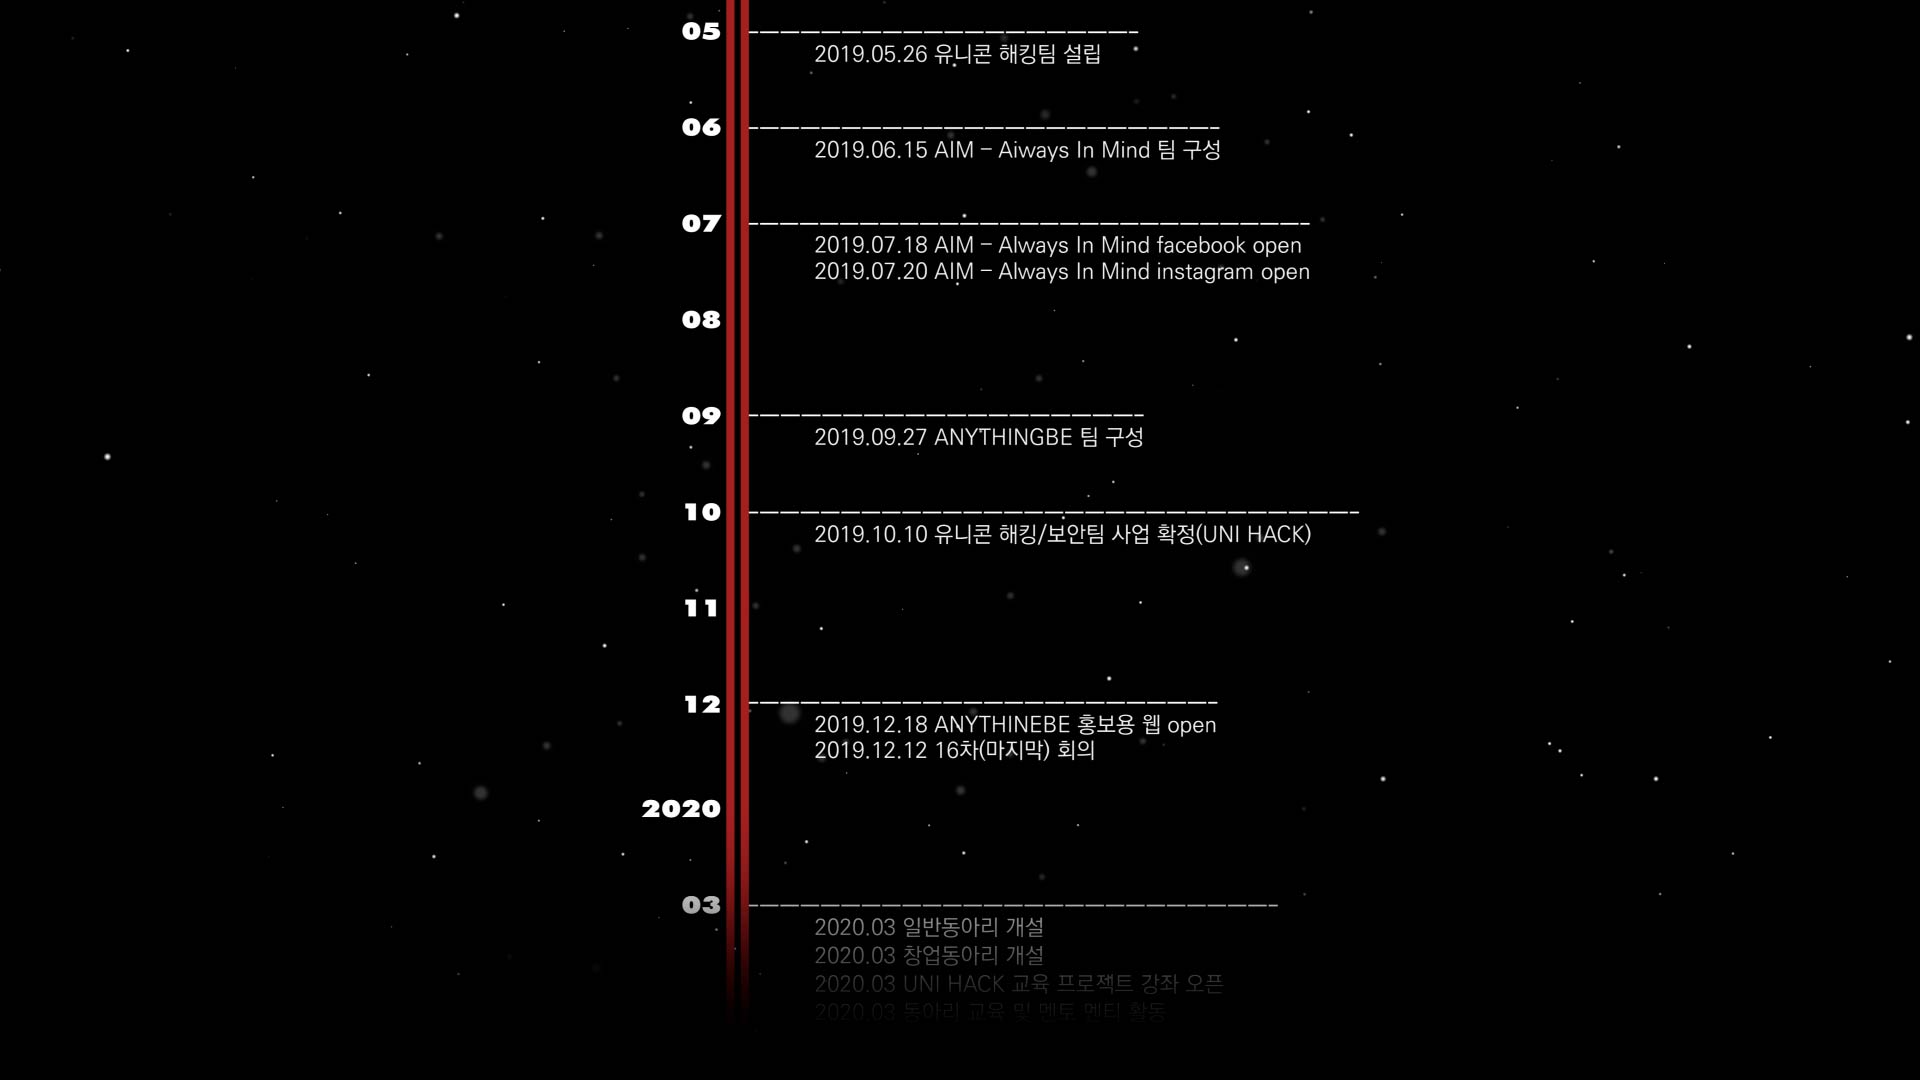 05
2019.05.26 유니콘 해킹팀 설립
06
2019.06.15 AIM - Aiways In Mind 팀 구성
07
2019.07.18 AIM - Always In Mind facebook open
2019.07.20 AIM - Always In Mind instagram open
08
09
2019.09.27 ANYTHINGBE 팀 구성
10
2019.10.10 유니콘 해킹/보안팀 사업 확정(UNI HACK)
11
12
2019.12.18 ANYTHINEBE 홍보용 웹 open
2019.12.12 16차(마지막) 회의
2020
03
2020.03 일반동아리 개설
2020.03 창업동아리 개설
2020.03 UNI HACK 교육 프로젝트 강좌 오픈
2020.03 동아리 교육 및 멘토 멘티 활동